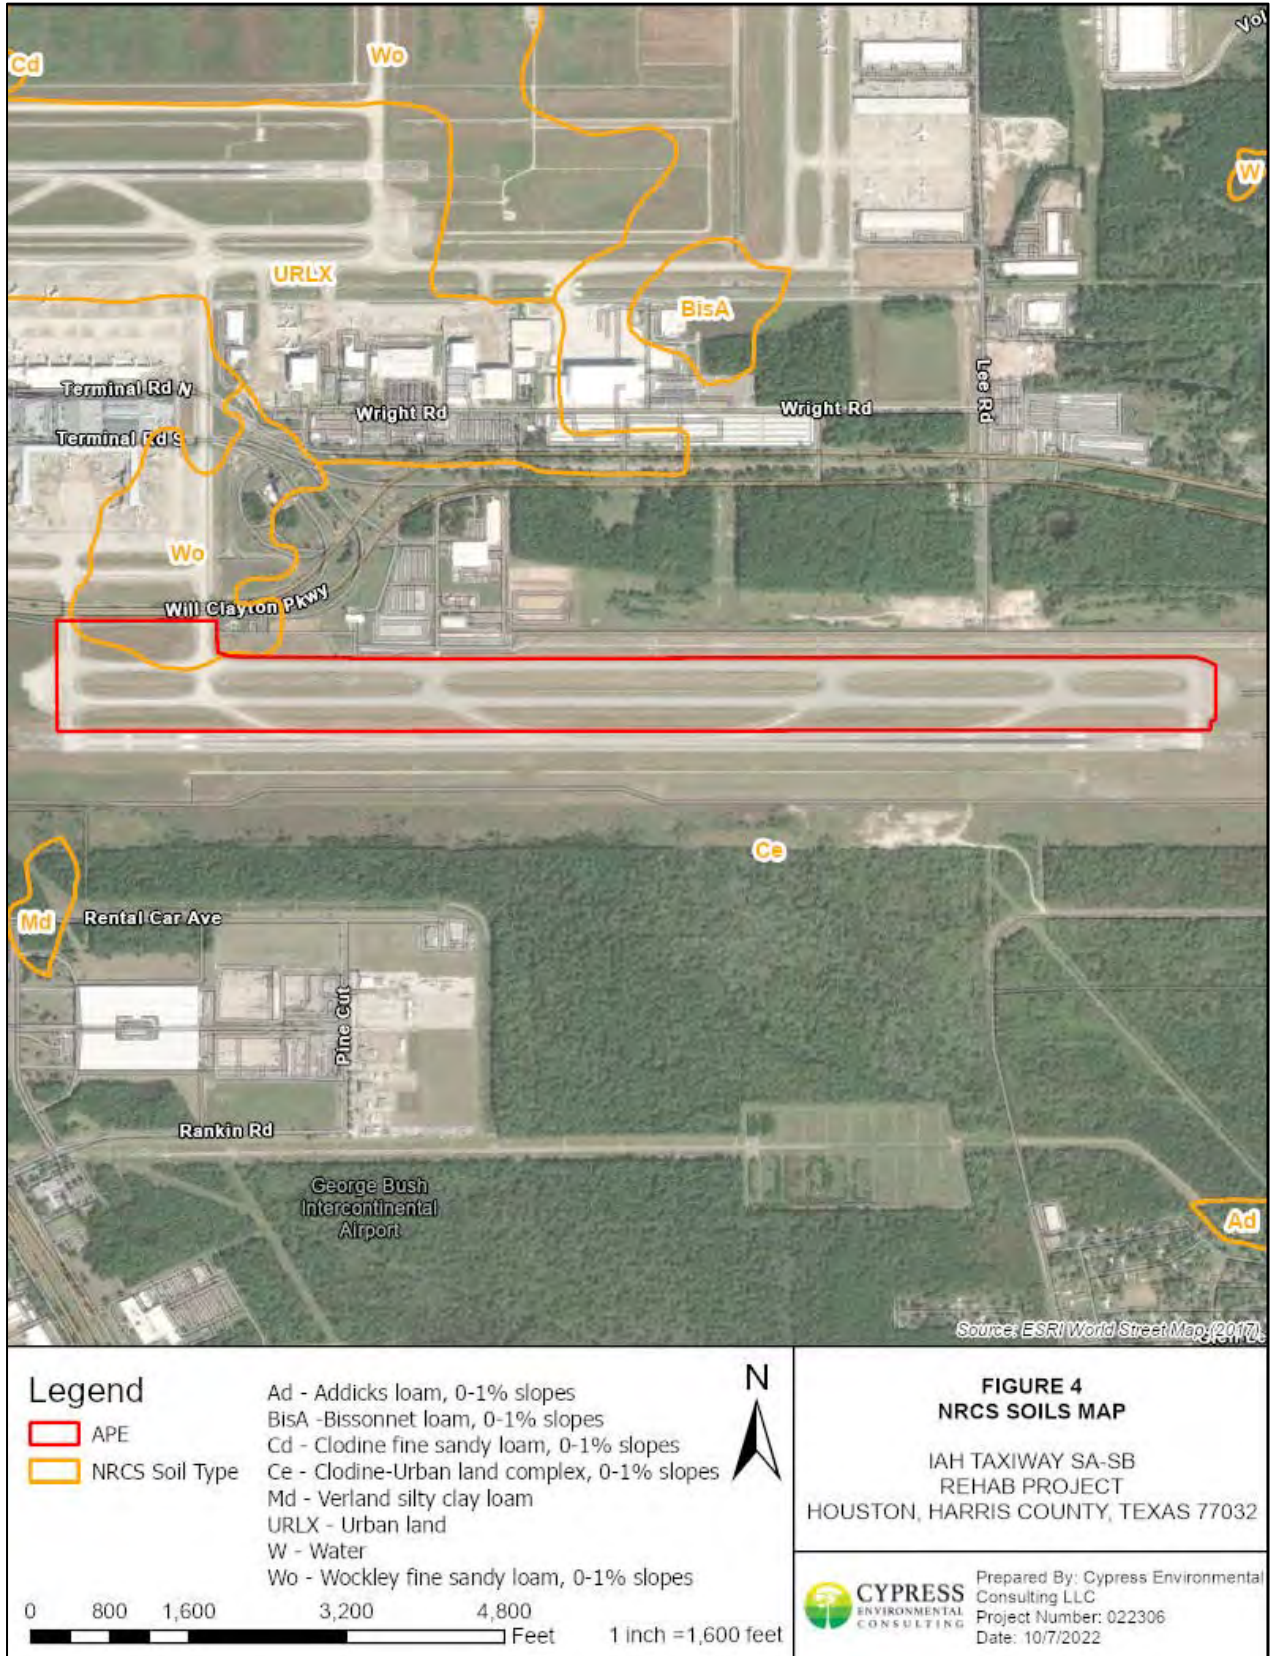 Vol
Cd
Wo
W
URLX
BisA
Terminal Rd N
Wright Rd
Wright Rd
Lee Rd
Terminal Rd S
Wo
Will Clayton Pkwy
Ce
Md
Rental Car Ave
Pine Cut
Rankin Rd
George Bush
Intercontinental
Airport
Ad
Source: ESRI World Street Map (2017)
Legend
APE
NRCS Soil Type
Ad - Addicks loam, 0-1% slopes
BisA -Bissonnet loam, 0-1% slopes
Cd - Clodine fine sandy loam, 0-1% slopes
Ce - Clodine-Urban land complex, 0-1% slopes
Md - Verland silty clay loam
URLX - Urban land
W - Water
Wo - Wockley fine sandy loam, 0-1% slopes
N
0 800 1,600 3,200 4,800
Feet
1 inch =1,600 feet
FIGURE 4
NRCS SOILS MAP
IAH TAXIWAY SA-SB
REHAB PROJECT
HOUSTON, HARRIS COUNTY, TEXAS 77032
CYPRESS
ENVIRONMENTAL
CONSULTING
Prepared By: Cypress Environmental
Consulting LLC
Project Number: 022306
Date: 10/7/2022